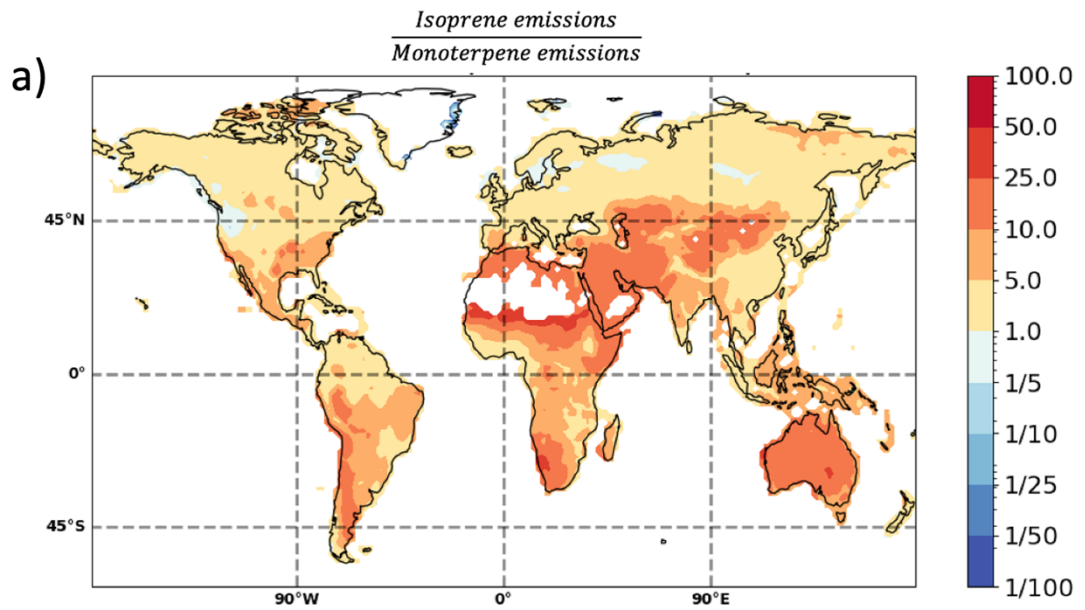 Isoprene emissions
Monoterpene emissions
a)
100.0
50.0
25.0
10.0
5.0
1.0
1/5
1/10
1/25
1/50
1/100
45°N
0°
45°S
90°W
0°
90°E